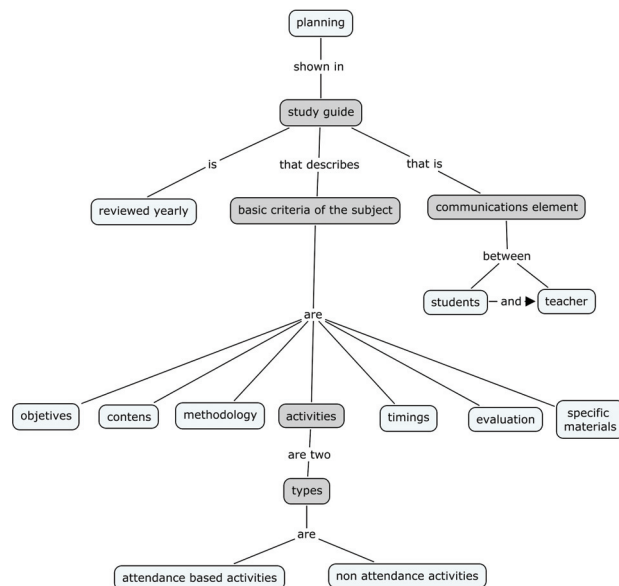 planning
shown in
study guide
is
that describes
that is
reviewed yearly
basic criteria of the subject
communications element
between
students
and
teacher
are
objetives
contens
methodology
activities
timings
evaluation
specific
materials
are two
types
are
attendance based activities
non attendance activities